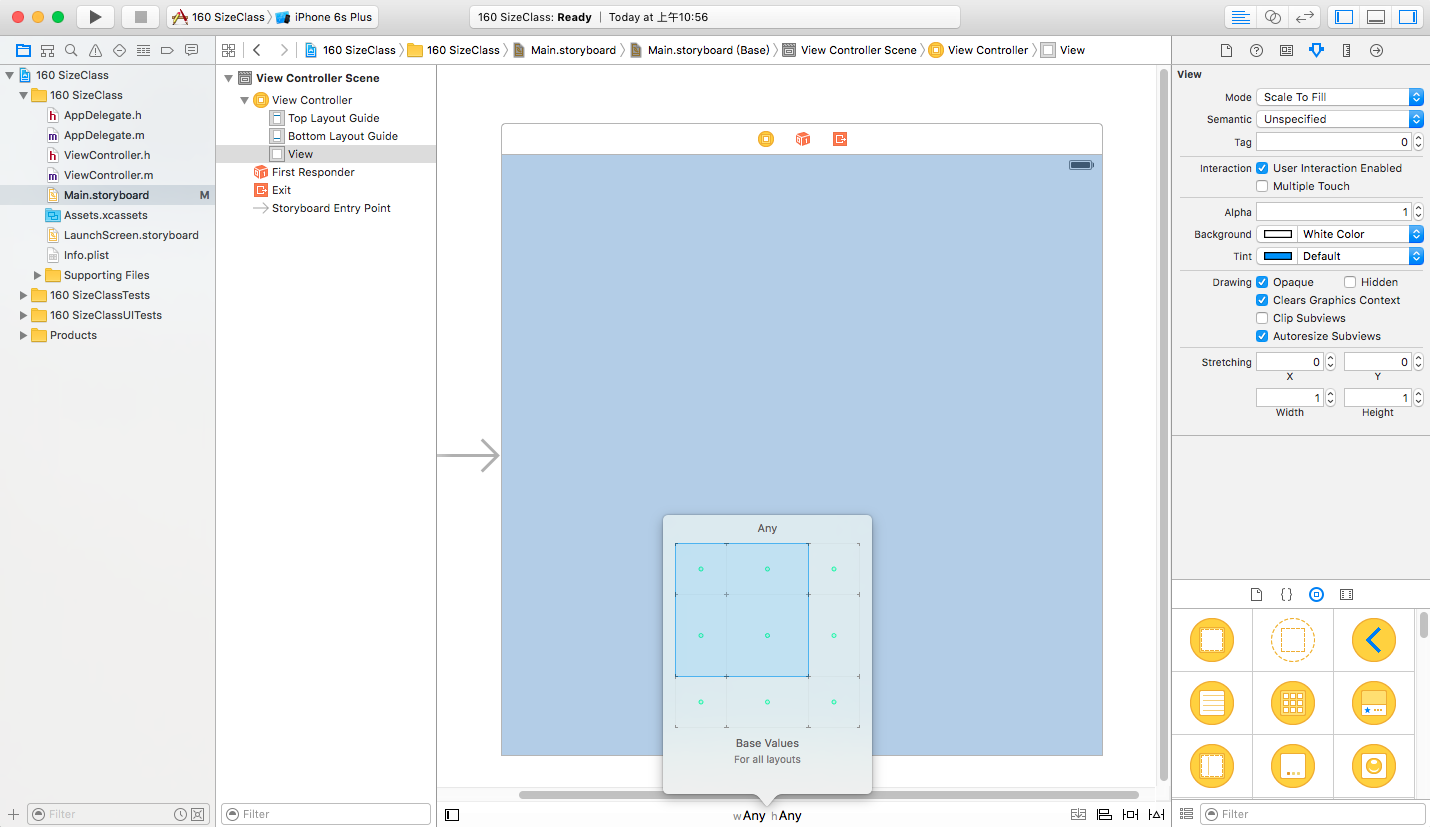 160 SizeClass
iPhone 6s Plus
160 SizeClass: Ready | Today at 上午10:56
160 SizeClass
160 SizeClass
Main.storyboard
Main.storyboard (Base)
View Controller Scene
View Controller
View
160 SizeClass
160 SizeClass
AppDelegate.h
AppDelegate.m
ViewController.h
ViewController.m
Main.storyboard M
Assets.xcassets
LaunchScreen.storyboard
Info.plist
Supporting Files
160 SizeClassTests
160 SizeClassUITests
Products
Filter
View Controller Scene
View Controller
Top Layout Guide
Bottom Layout Guide
View
First Responder
Exit
Storyboard Entry Point
Filter
Any
Base Values
For all layouts
wAny hAny
View
Mode Scale To Fill
Semantic Unspecified
Tag 0
Interaction User Interaction Enabled
Multiple Touch
Alpha 1
Background White Color
Tint Default
Drawing Opaque Hidden
Clears Graphics Context
Clip Subviews
Autoresize Subviews
Stretching 0 0
X Y
1 1
Width Height
Filter